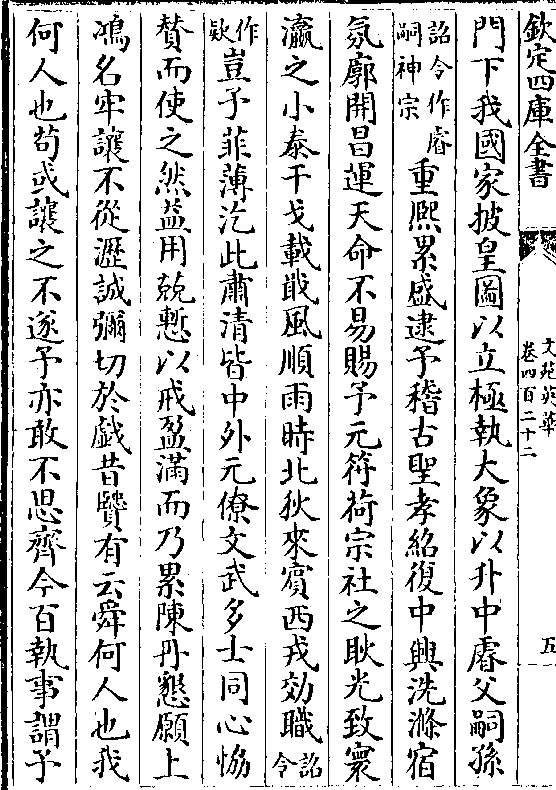 欽定四庫全書
文苑英華
卷四百二十二
五
門下我國家披皇圖以立極執大象以升中睿父嗣孫
詔令作睿
嗣神宗
重熙累盛逮予稽古聖孝紹復中興洗滌宿
氛廓開昌運天命不易賜予元符荷宗社之耿光致寰
瀛之小泰干戈載戢風順雨時北狄來賓西戎効職
詔令
作歟
豈予菲薄汔此肅清皆中外元僚文武多士同心恊
賛而使之然葢用兢慙以戒盈滿而乃累陳丹懇願上
鴻名牢讓不從瀝誠彌切於戯昔賢有云舜何人也我
何人也苟或讓之不遂予亦敢不思齊今百執事謂予